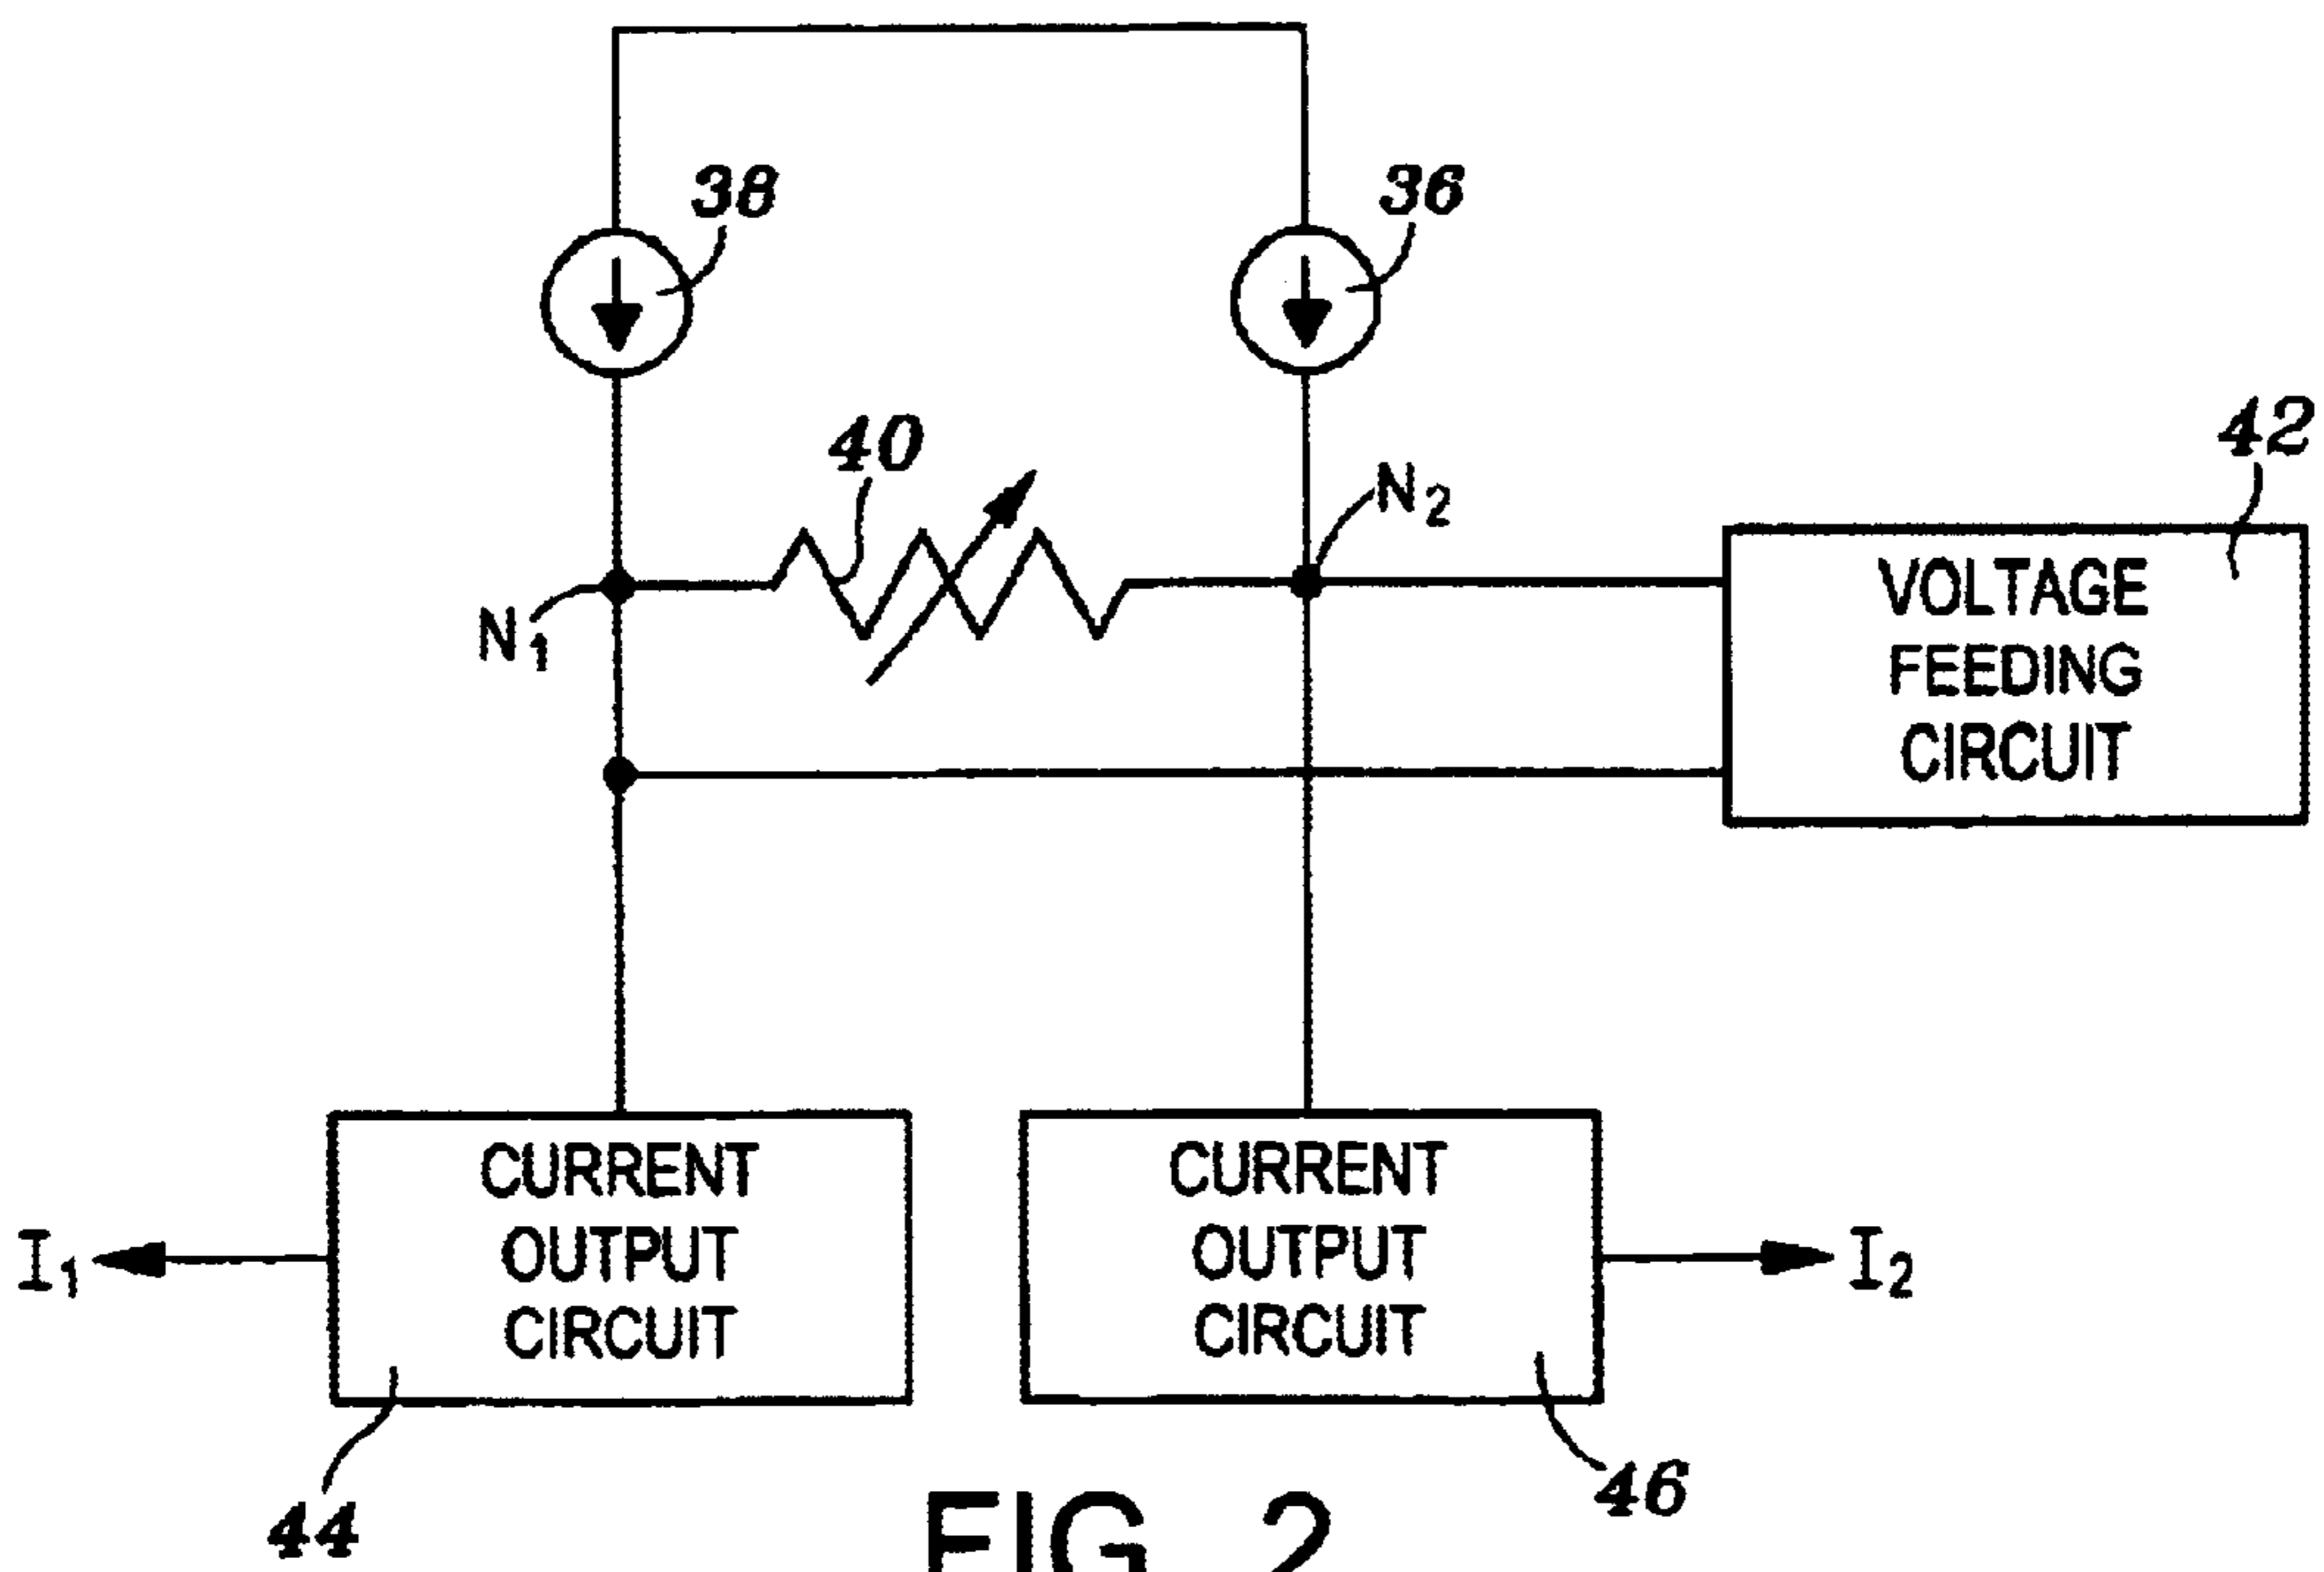 38
36
40
42
N2
N1
VOLTAGE
FEEDING
CIRCUIT
CURRENT
OUTPUT
CIRCUIT
CURRENT
OUTPUT
CIRCUIT
I1
I2
44
46
FIG. 2